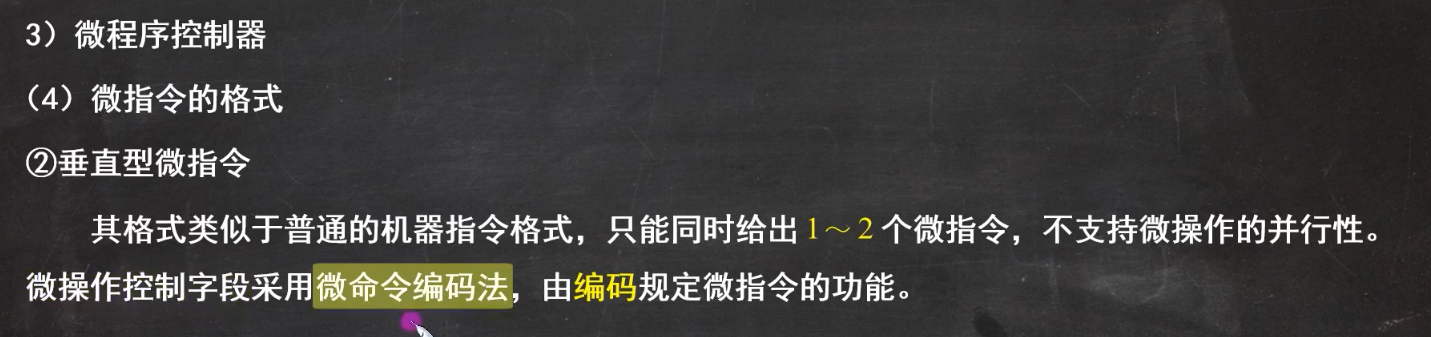 3）微程序控制器
（4）微指令的格式
②垂直型微指令
其格式类似于普通的机器指令格式，只能同时给出1～2个微指令，不支持微操作的并行性。
微操作控制字段采用微命令编码法，由编码规定微指令的功能。